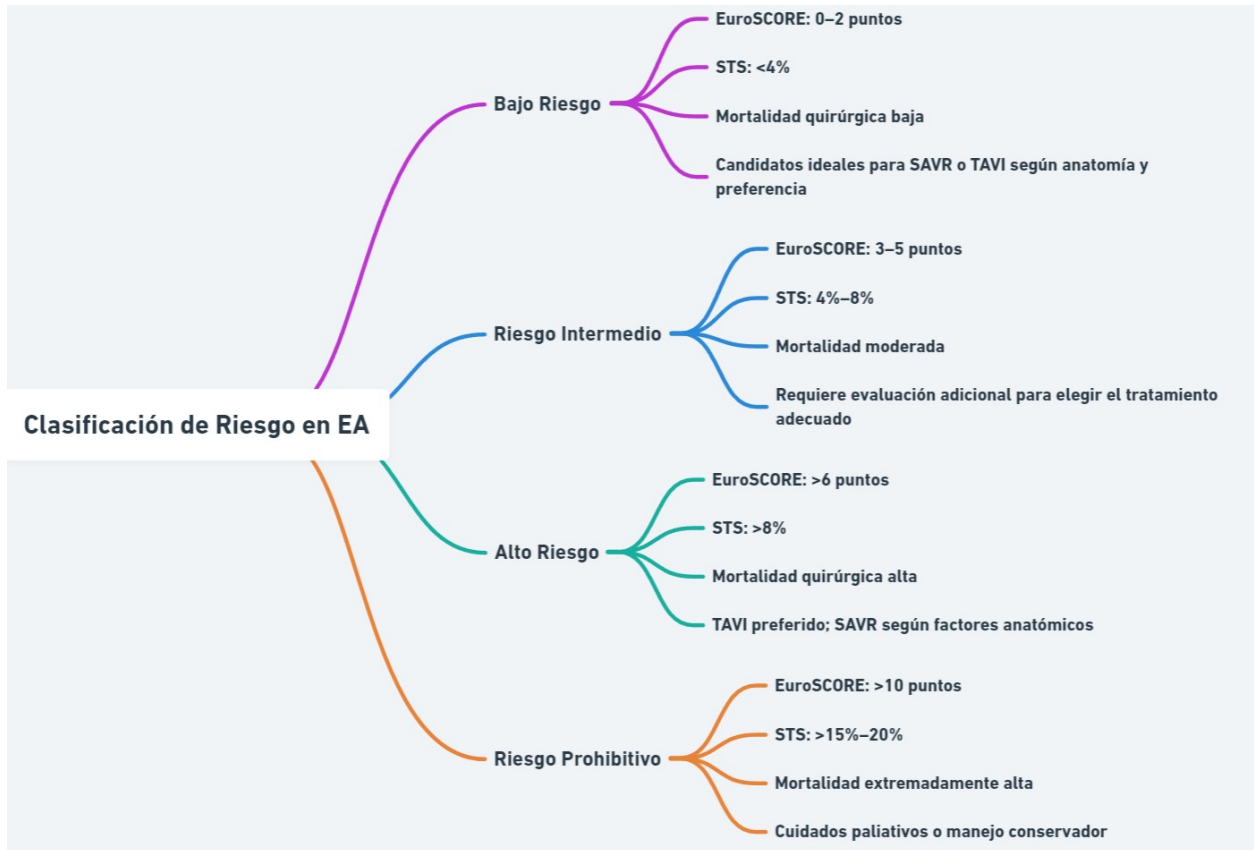 Clasificación de Riesgo en EA
Bajo Riesgo
EuroSCORE: 0–2 puntos
STS: <4%
Mortalidad quirúrgica baja
Candidatos ideales para SAVR o TAVI según anatomía y
preferencia
Riesgo Intermedio
EuroSCORE: 3–5 puntos
STS: 4%–8%
Mortalidad moderada
Requiere evaluación adicional para elegir el tratamiento
adecuado
Alto Riesgo
EuroSCORE: >6 puntos
STS: >8%
Mortalidad quirúrgica alta
TAVI preferido; SAVR según factores anatómicos
Riesgo Prohibitivo
EuroSCORE: >10 puntos
STS: >15%–20%
Mortalidad extremadamente alta
Cuidados paliativos o manejo conservador